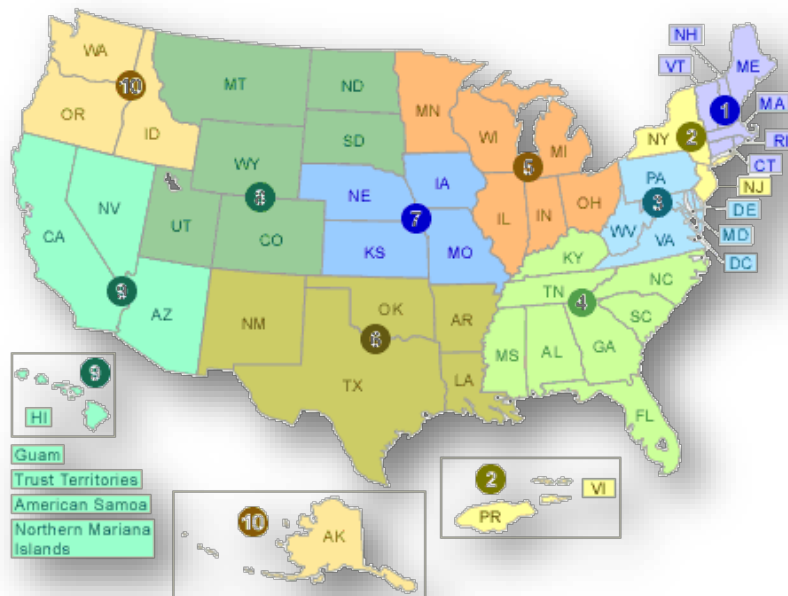 NH
WA
VT
ME
MT
ND
10
MN
OR
ID
WI
MI
1
MA
NY
2
RI
SD
WY
5
CT
IA
PA
NJ
NE
8
3
DE
NV
7
IL
IN
OH
WV
MD
UT
CO
VA
CA
KS
MO
DC
KY
NC
9
TN
4
OK
AZ
NM
AR
SC
6
MS
AL
GA
9
TX
LA
HI
FL
Guam
2
Trust Territories
VI
American Samoa
PR
10
Northern Mariana
Islands
AK